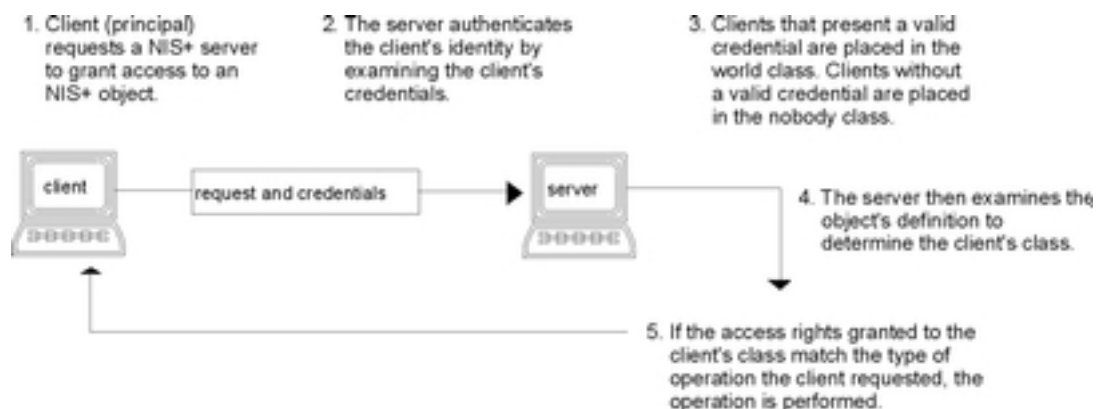 1. Client (principal)
requests a NIS+ server
to grant access to an
NIS+ object.
2. The server authenticates
the client's identity by
examining the client's
credentials.
3. Clients that present a valid
credential are placed in the
world class. Clients without
a valid credential are placed
in the nobody class.
client
request and credentials
server
4. The server then examines the
object's definition to
determine the client's class.
5. If the access rights granted to the
client's class match the type of
operation the client requested, the
operation is performed.